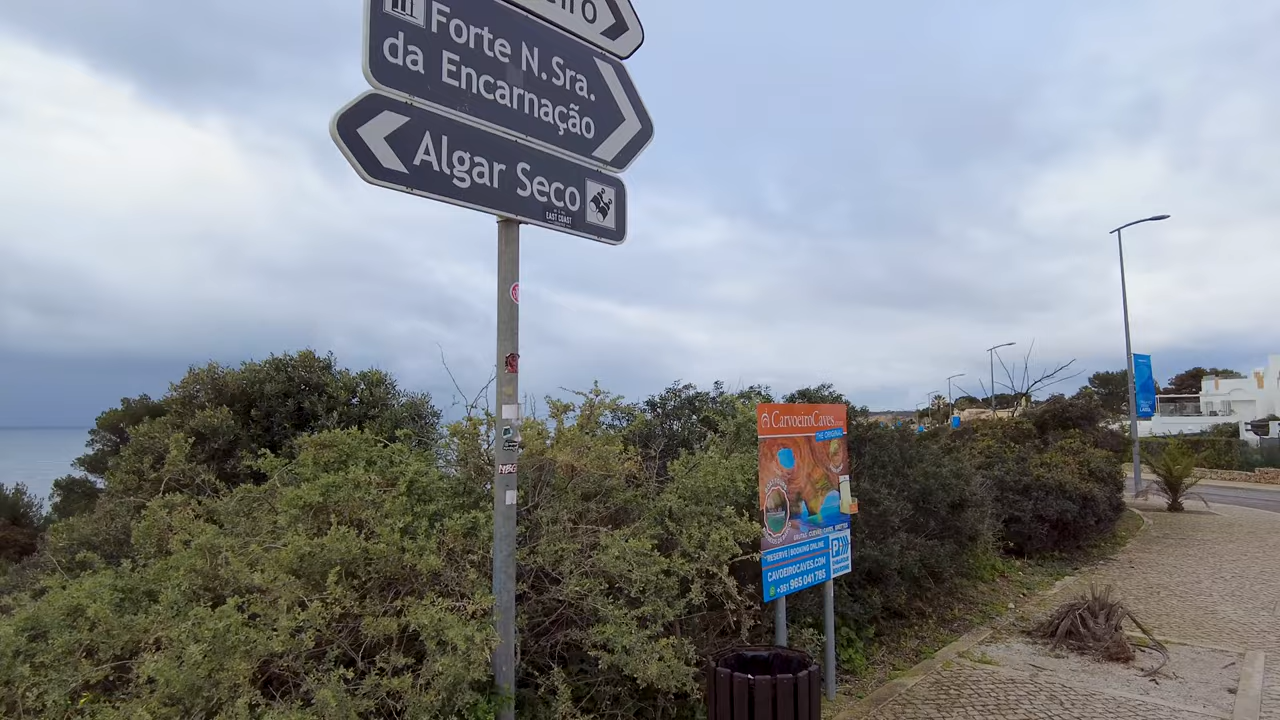 Forte N. Sra.
da Encarnação
Algar Seco
EAST COAST
CarvoeiroCaves
THE ORIGINAL
RESERVE | BOOKING ONLINE
CAVOEIROCAVES.COM
+351 965 041 785
P